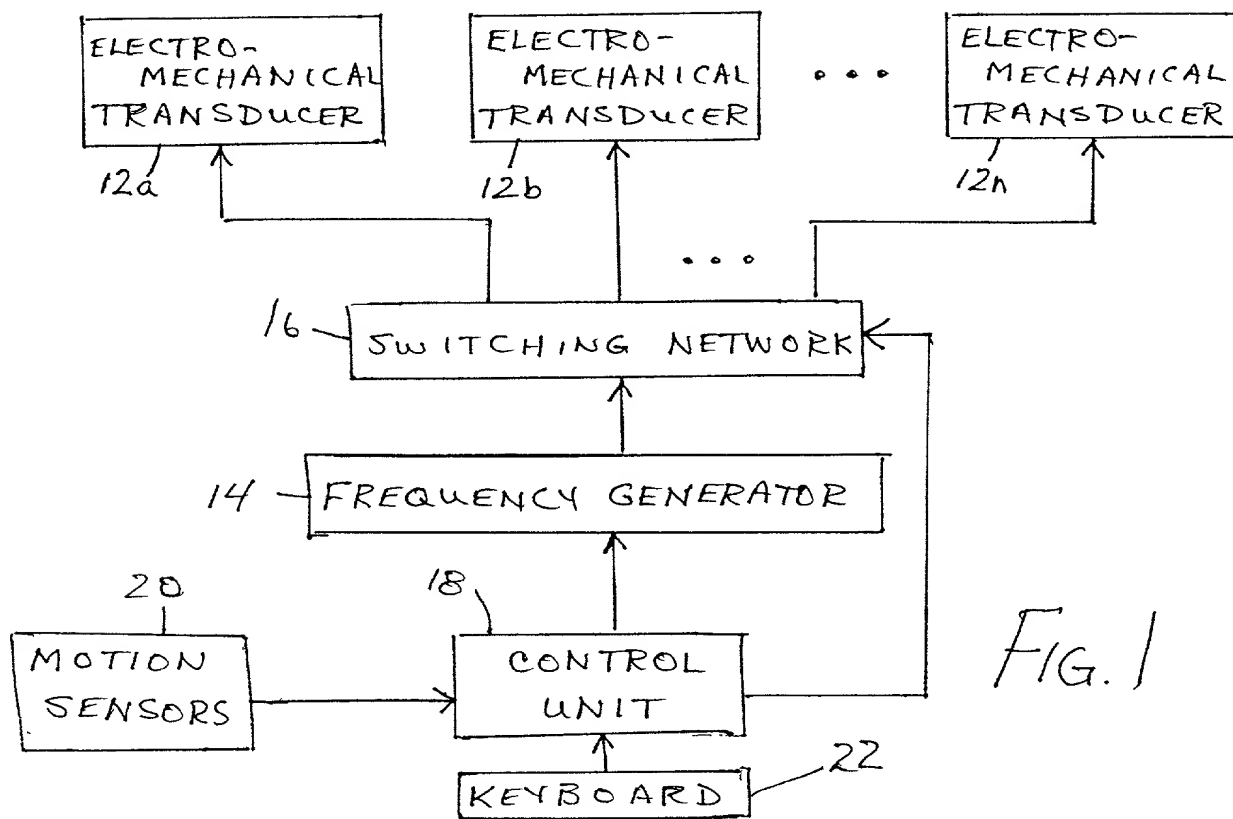 ELECTRO-
MECHANICAL
TRANSDUCER
12a
ELECTRO-
MECHANICAL
TRANSDUCER
12b
• • •
ELECTRO-
MECHANICAL
TRANSDUCER
12n
• • •
16
SWITCHING NETWORK
14
FREQUENCY GENERATOR
20
MOTION
SENSORS
18
CONTROL
UNIT
KEYBOARD
22
FIG. 1